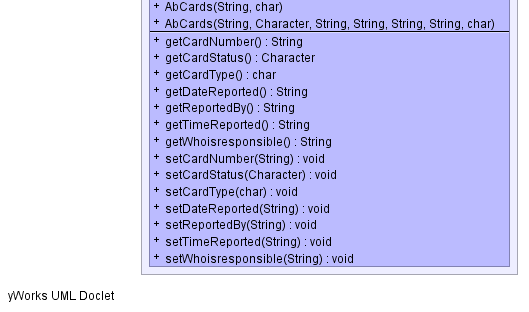 + AbCards(String, char)
+ AbCards(String, Character, String, String, String, String, char)
+ getCardNumber() : String
+ getCardStatus() : Character
+ getCardType() : char
+ getDateReported() : String
+ getReportedBy() : String
+ getTimeReported() : String
+ getWhoisresponsible() : String
+ setCardNumber(String) : void
+ setCardStatus(Character) : void
+ setCardType(char) : void
+ setDateReported(String) : void
+ setReportedBy(String) : void
+ setTimeReported(String) : void
+ setWhoisresponsible(String) : void
yWorks UML Doclet